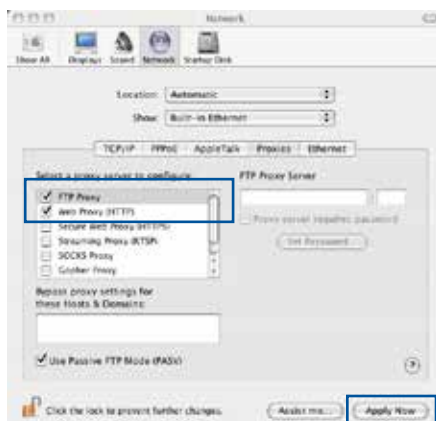 Network
Show All Displays Sound Network Startup Disk
Location: Automatic
Show: Built-in Ethernet
TCP/IP PPPoE AppleTalk Proxies Ethernet
Select a proxy server to configure FTP Proxy Server
FTP Proxy
Web Proxy (HTTP)
Secure Web Proxy (HTTPS)
Proxy server requires password
Streaming Proxy (RTSP)
Set Password...
SOCKS Proxy
Gopher Proxy
Bypass proxy settings for
these Hosts & Domains:
Use Passive FTP Mode (PASV)
?
Click the lock to prevent further changes.
Assist me... Apply Now